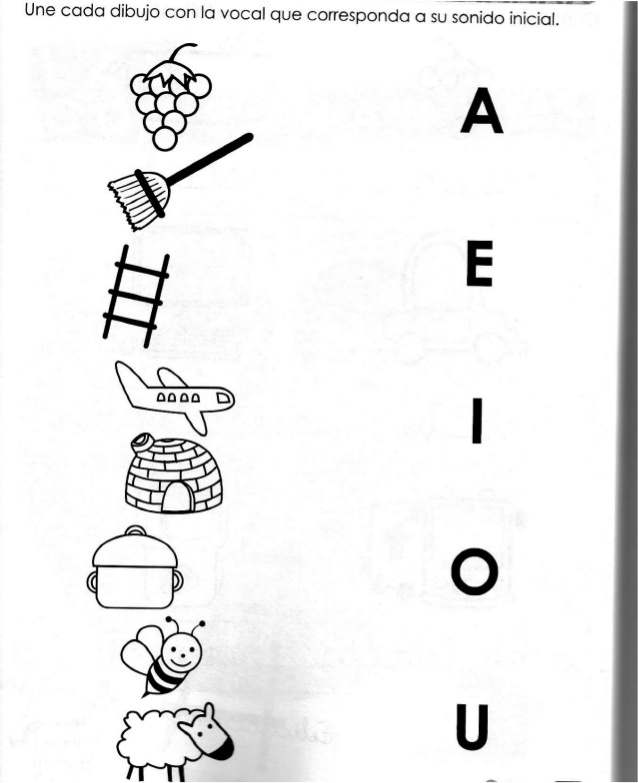 Une cada dibujo con la vocal que corresponda a su sonido inicial.
A
E
I
O
U